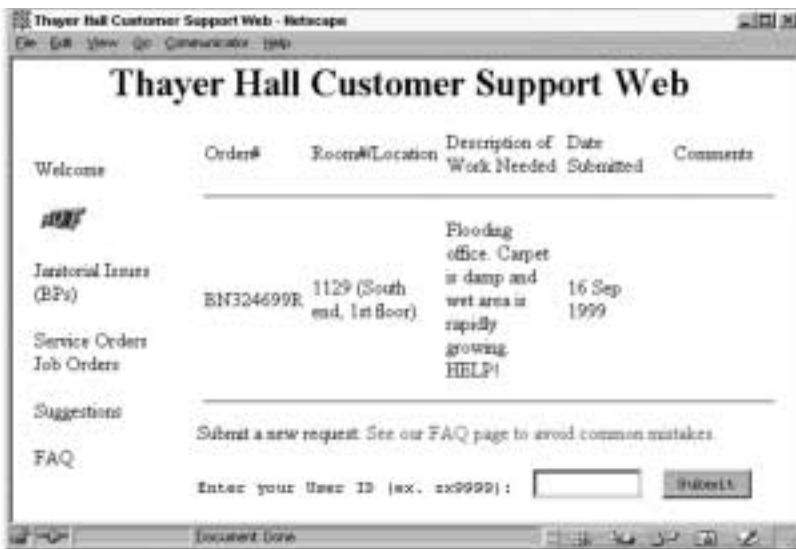 Thayer Hall Customer Support Web - Netscape
File Edit View Go Communicator Help
Thayer Hall Customer Support Web
Welcome
Janitorial Issues
(BPs)
Service Orders
Job Orders
Suggestions
FAQ
Order# Room#/Location Description of Work Needed Date Submitted Comments
BN324699R
1129 (South
end, 1st floor)
Flooding
office. Carpet
is damp and
wet area is
rapidly
growing.
HELP!
16 Sep
1999
Submit a new request. See our FAQ page to avoid common mistakes.
Enter your User ID (ex. zx9999): Submit
Document: Done